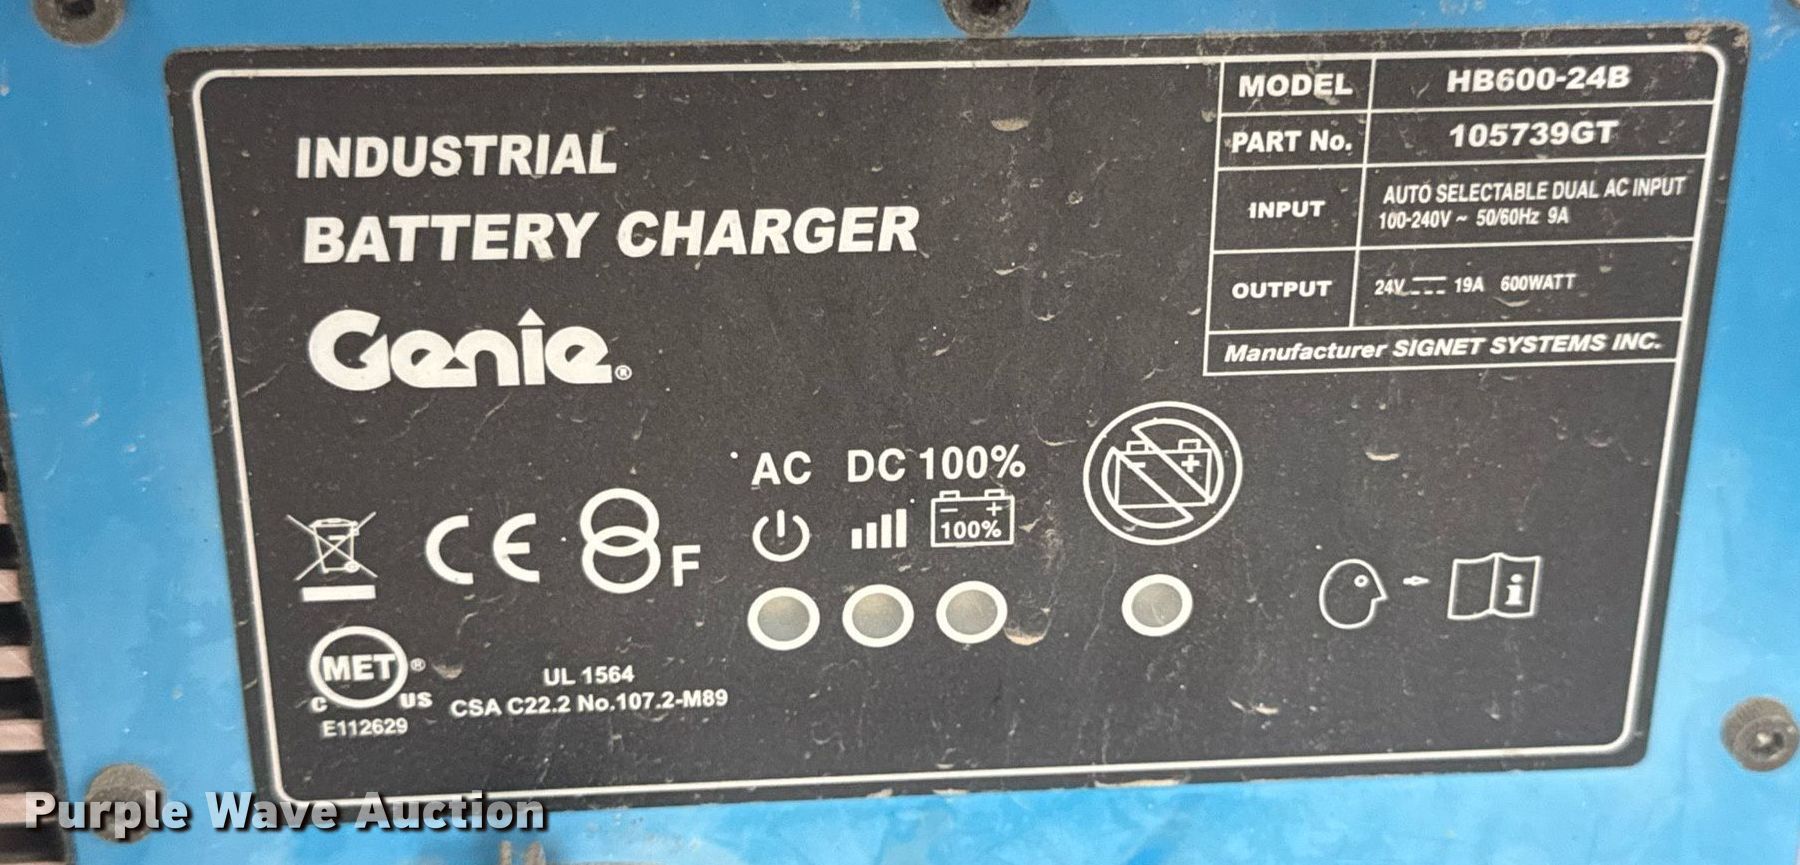 INDUSTRIAL
BATTERY CHARGER
Genie®
MODEL HB600-24B
PART No. 105739GT
INPUT AUTO SELECTABLE DUAL AC INPUT
100-240V ~ 50/60Hz 9A
OUTPUT 24V 19A 600WATT
Manufacturer SIGNET SYSTEMS INC.
AC DC 100%
- +
100%
- +
CE F
i
MET®
C US
E112629
UL 1564
CSA C22.2 No.107.2-M89
Purple Wave Auction